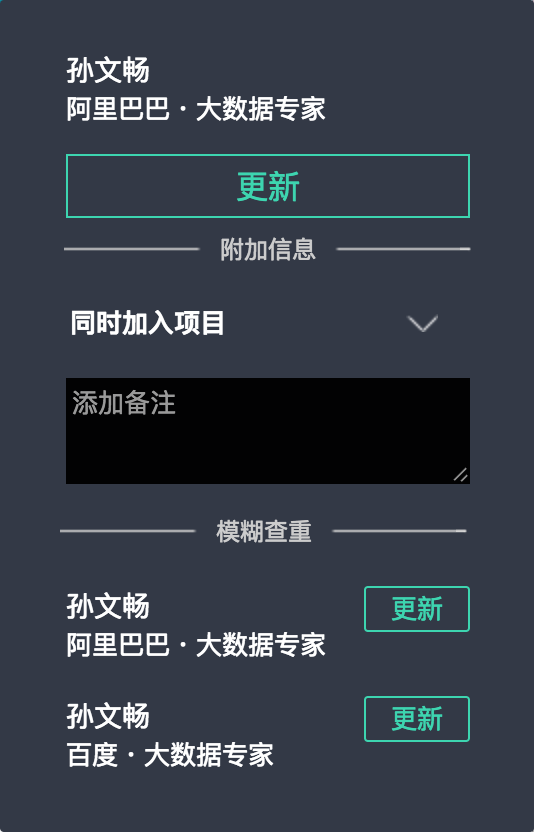 孙文畅
阿里巴巴·大数据专家
更新
附加信息
同时加入项目
添加备注
模糊查重
孙文畅
更新
阿里巴巴·大数据专家
孙文畅
更新
百度·大数据专家